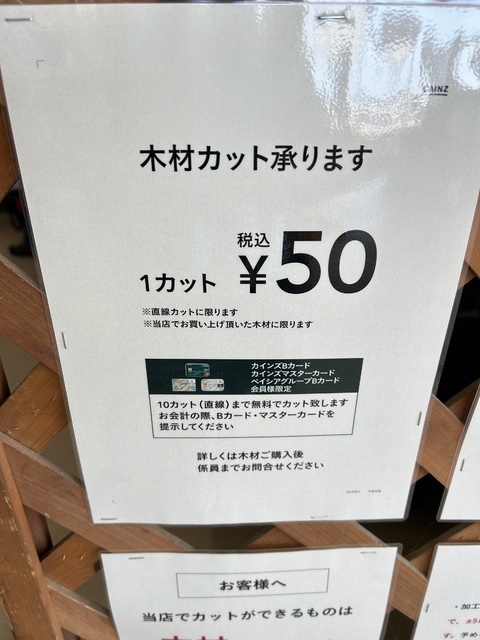 CAINZ
木材カット承ります
税込
1カット ¥50
※直線カットに限ります
※当店でお買い上げ頂いた木材に限ります
カインズBカード
カインズマスターカード
ベイシアグループBカード
会員様限定
10カット(直線)まで無料でカット致します
お会計の際、Bカード・マスターカードを
提示してください
詳しくは木材ご購入後
係員までお問合せください
お客様へ
当店でカットができるものは
・加工